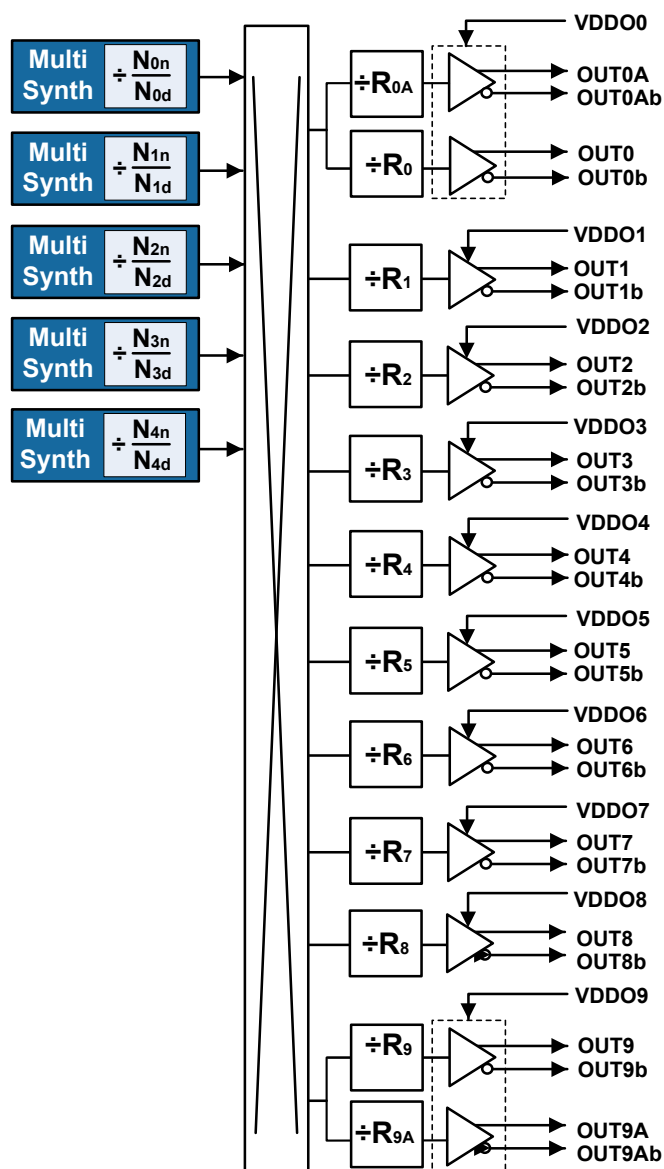 Multi Synth ÷ N0n / N0d
Multi Synth ÷ N1n / N1d
Multi Synth ÷ N2n / N2d
Multi Synth ÷ N3n / N3d
Multi Synth ÷ N4n / N4d
VDDO0
÷R0A
OUT0A
OUT0Ab
÷R0
OUT0
OUT0b
VDDO1
÷R1
OUT1
OUT1b
VDDO2
÷R2
OUT2
OUT2b
VDDO3
÷R3
OUT3
OUT3b
VDDO4
÷R4
OUT4
OUT4b
VDDO5
÷R5
OUT5
OUT5b
VDDO6
÷R6
OUT6
OUT6b
VDDO7
÷R7
OUT7
OUT7b
VDDO8
÷R8
OUT8
OUT8b
VDDO9
÷R9
OUT9
OUT9b
÷R9A
OUT9A
OUT9Ab